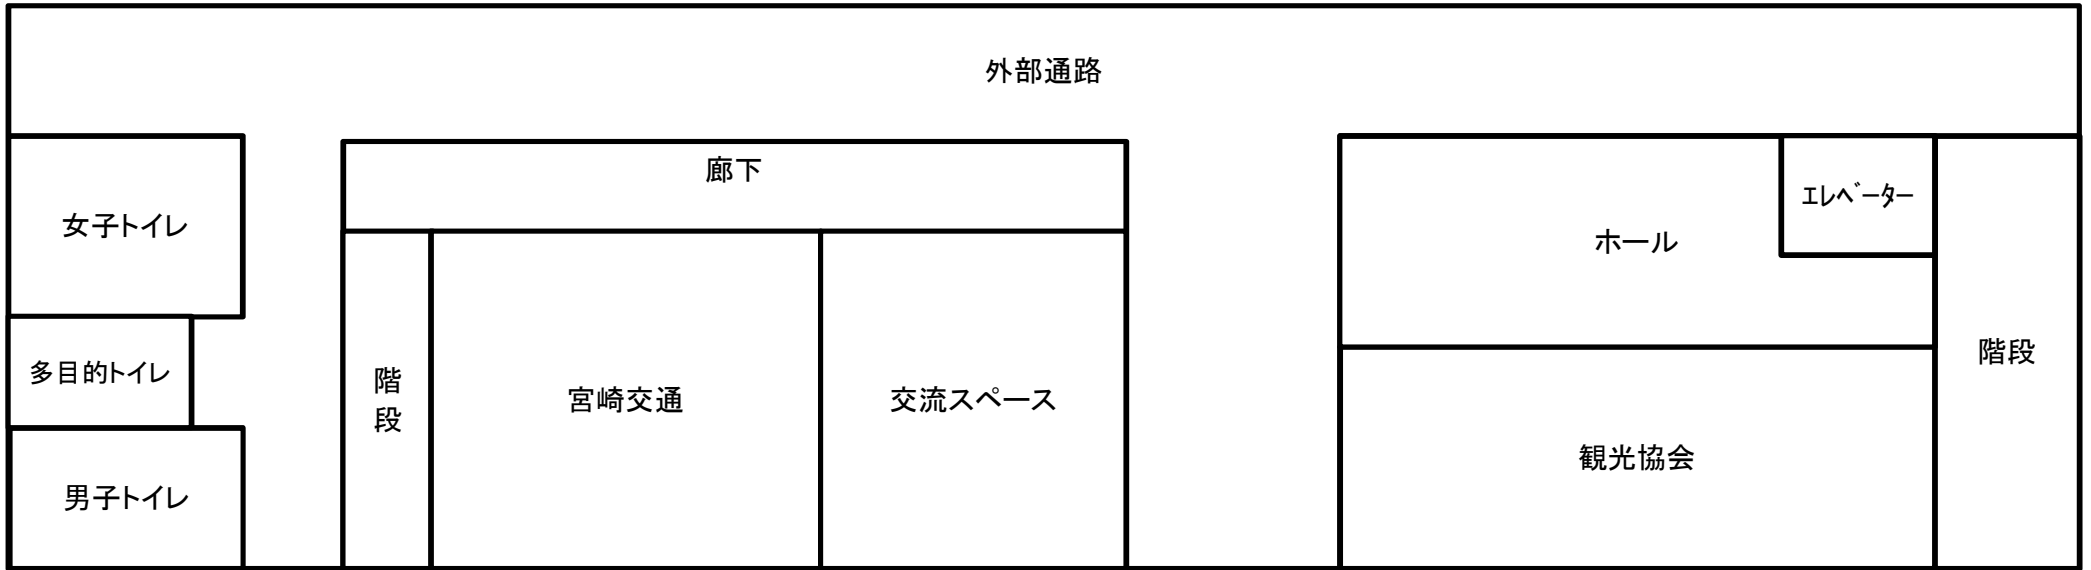 外部通路
廊下
女子トイレ
エレベーター
ホール
多目的トイレ
階段
宮崎交通
交流スペース
階段
観光協会
男子トイレ